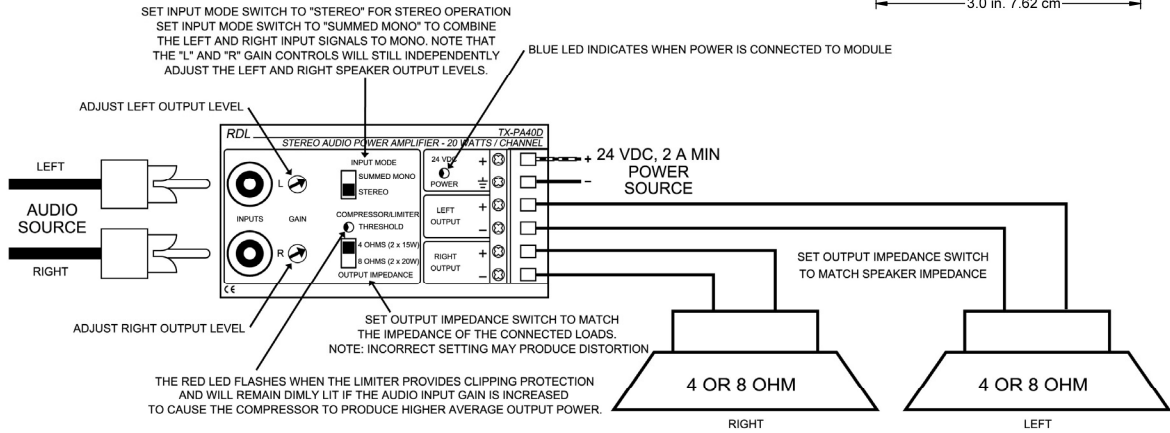 SET INPUT MODE SWITCH TO "STEREO" FOR STEREO OPERATION
SET INPUT MODE SWITCH TO "SUMMED MONO" TO COMBINE
THE LEFT AND RIGHT INPUT SIGNALS TO MONO. NOTE THAT
THE "L" AND "R" GAIN CONTROLS WILL STILL INDEPENDENTLY
ADJUST THE LEFT AND RIGHT SPEAKER OUTPUT LEVELS.
3.0 in. 7.62 cm
BLUE LED INDICATES WHEN POWER IS CONNECTED TO MODULE
ADJUST LEFT OUTPUT LEVEL
RDL
TX-PA40D
STEREO AUDIO POWER AMPLIFIER - 20 WATTS / CHANNEL
LEFT
AUDIO
SOURCE
RIGHT
L
INPUTS
GAIN
R
INPUT MODE
SUMMED MONO
STEREO
COMPRESSOR/LIMITER
THRESHOLD
4 OHMS (2 x 15W)
8 OHMS (2 x 20W)
OUTPUT IMPEDANCE
24 VDC
POWER
+
LEFT
OUTPUT
+
−
RIGHT
OUTPUT
+
−
CE
+ 24 VDC, 2 A MIN
POWER
− SOURCE
SET OUTPUT IMPEDANCE SWITCH
TO MATCH SPEAKER IMPEDANCE
ADJUST RIGHT OUTPUT LEVEL
SET OUTPUT IMPEDANCE SWITCH TO MATCH
THE IMPEDANCE OF THE CONNECTED LOADS.
NOTE: INCORRECT SETTING MAY PRODUCE DISTORTION
THE RED LED FLASHES WHEN THE LIMITER PROVIDES CLIPPING PROTECTION
AND WILL REMAIN DIMLY LIT IF THE AUDIO INPUT GAIN IS INCREASED
TO CAUSE THE COMPRESSOR TO PRODUCE HIGHER AVERAGE OUTPUT POWER.
4 OR 8 OHM
RIGHT
4 OR 8 OHM
LEFT